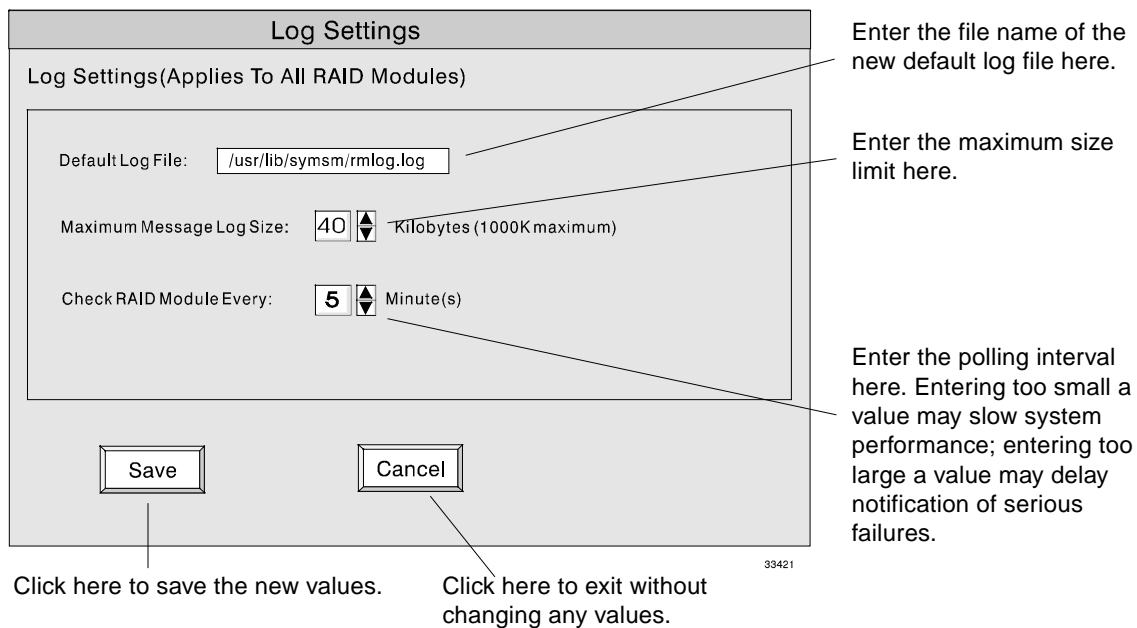 Log Settings
Log Settings(Applies To All RAID Modules)
Default Log File: /usr/lib/symsm/rmlog.log
Maximum Message Log Size: 40 Kilobytes (1000K maximum)
Check RAID Module Every: 5 Minute(s)
Save
Cancel
Enter the file name of the
new default log file here.
Enter the maximum size
limit here.
Enter the polling interval
here. Entering too small a
value may slow system
performance; entering too
large a value may delay
notification of serious
failures.
33421
Click here to save the new values.
Click here to exit without
changing any values.